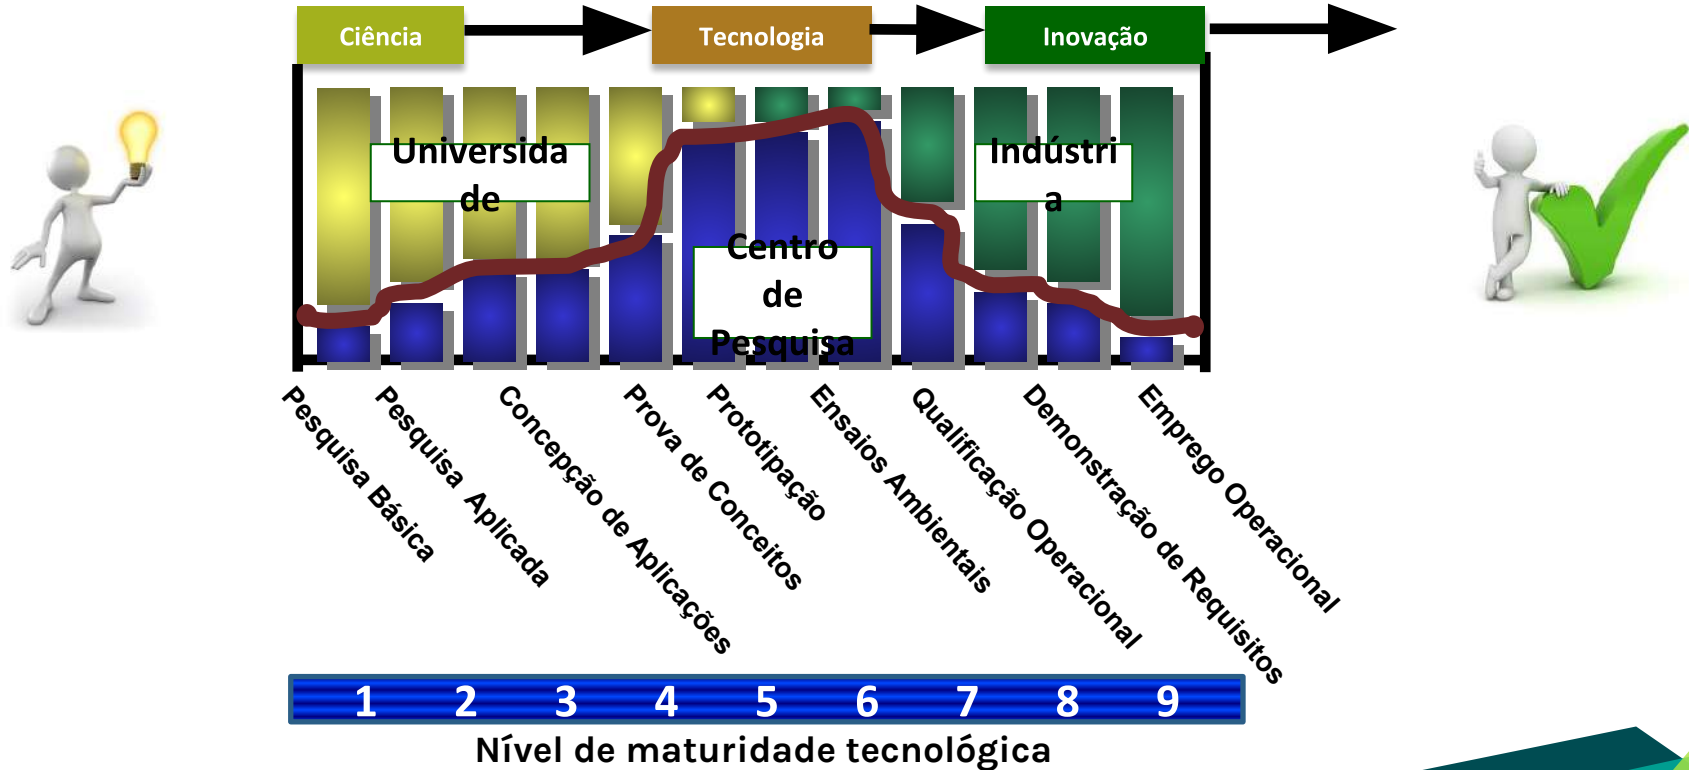 Ciência
Tecnologia
Inovação
Universida
de
Indústri
a
Centro
de
Pesquisa
Pesquisa Básica
Pesquisa Aplicada
Concepção de Aplicações
Prova de Conceitos
Prototipação
Ensaios Ambientais
Qualificação Operacional
Demonstração de Requisitos
Emprego Operacional
1 2 3 4 5 6 7 8 9
Nível de maturidade tecnológica